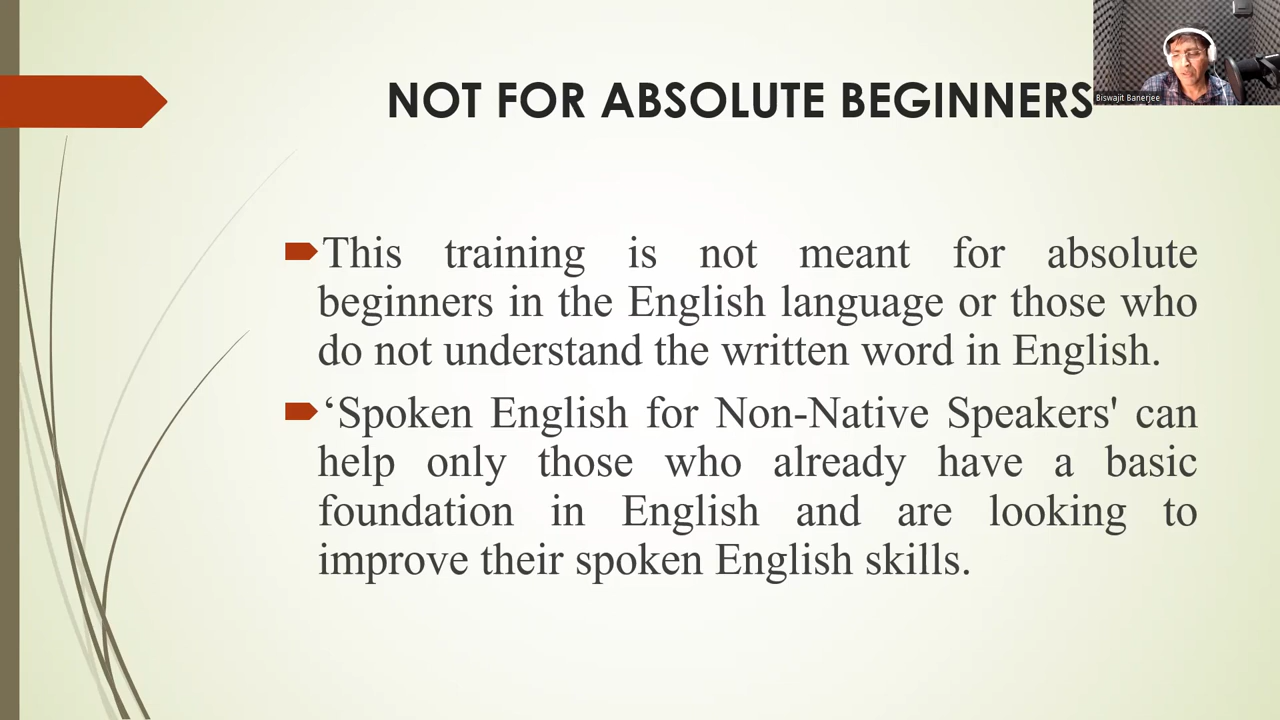 NOT FOR ABSOLUTE BEGINNERS
Biswajit Banerjee
This training is not meant for absolute
beginners in the English language or those who
do not understand the written word in English.
‘Spoken English for Non-Native Speakers' can
help only those who already have a basic
foundation in English and are looking to
improve their spoken English skills.